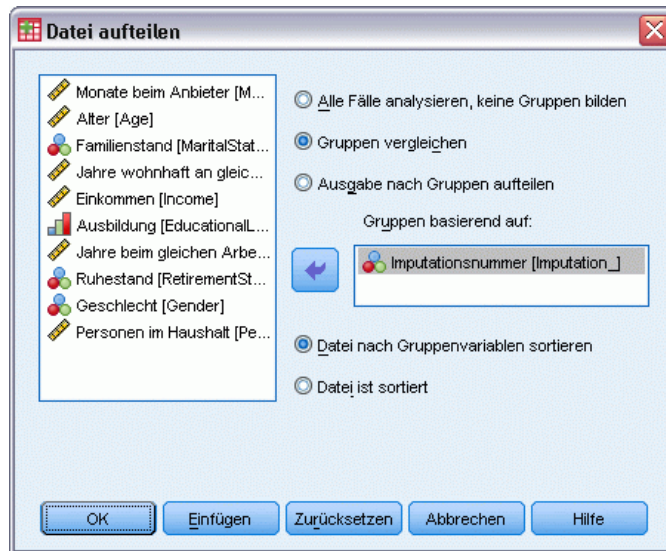 Datei aufteilen
Monate beim Anbieter [M...
Alter [Age]
Familienstand [MaritalStat...
Jahre wohnhaft an gleic...
Einkommen [Income]
Ausbildung [EducationalL...
Jahre beim gleichen Arbe...
Ruhestand [RetirementSt...
Geschlecht [Gender]
Personen im Haushalt [Pe...
Alle Fälle analysieren, keine Gruppen bilden
Gruppen vergleichen
Ausgabe nach Gruppen aufteilen
Gruppen basierend auf:
Imputationsnummer [Imputation_]
Datei nach Gruppenvariablen sortieren
Datei ist sortiert
OK
Einfügen
Zurücksetzen
Abbrechen
Hilfe